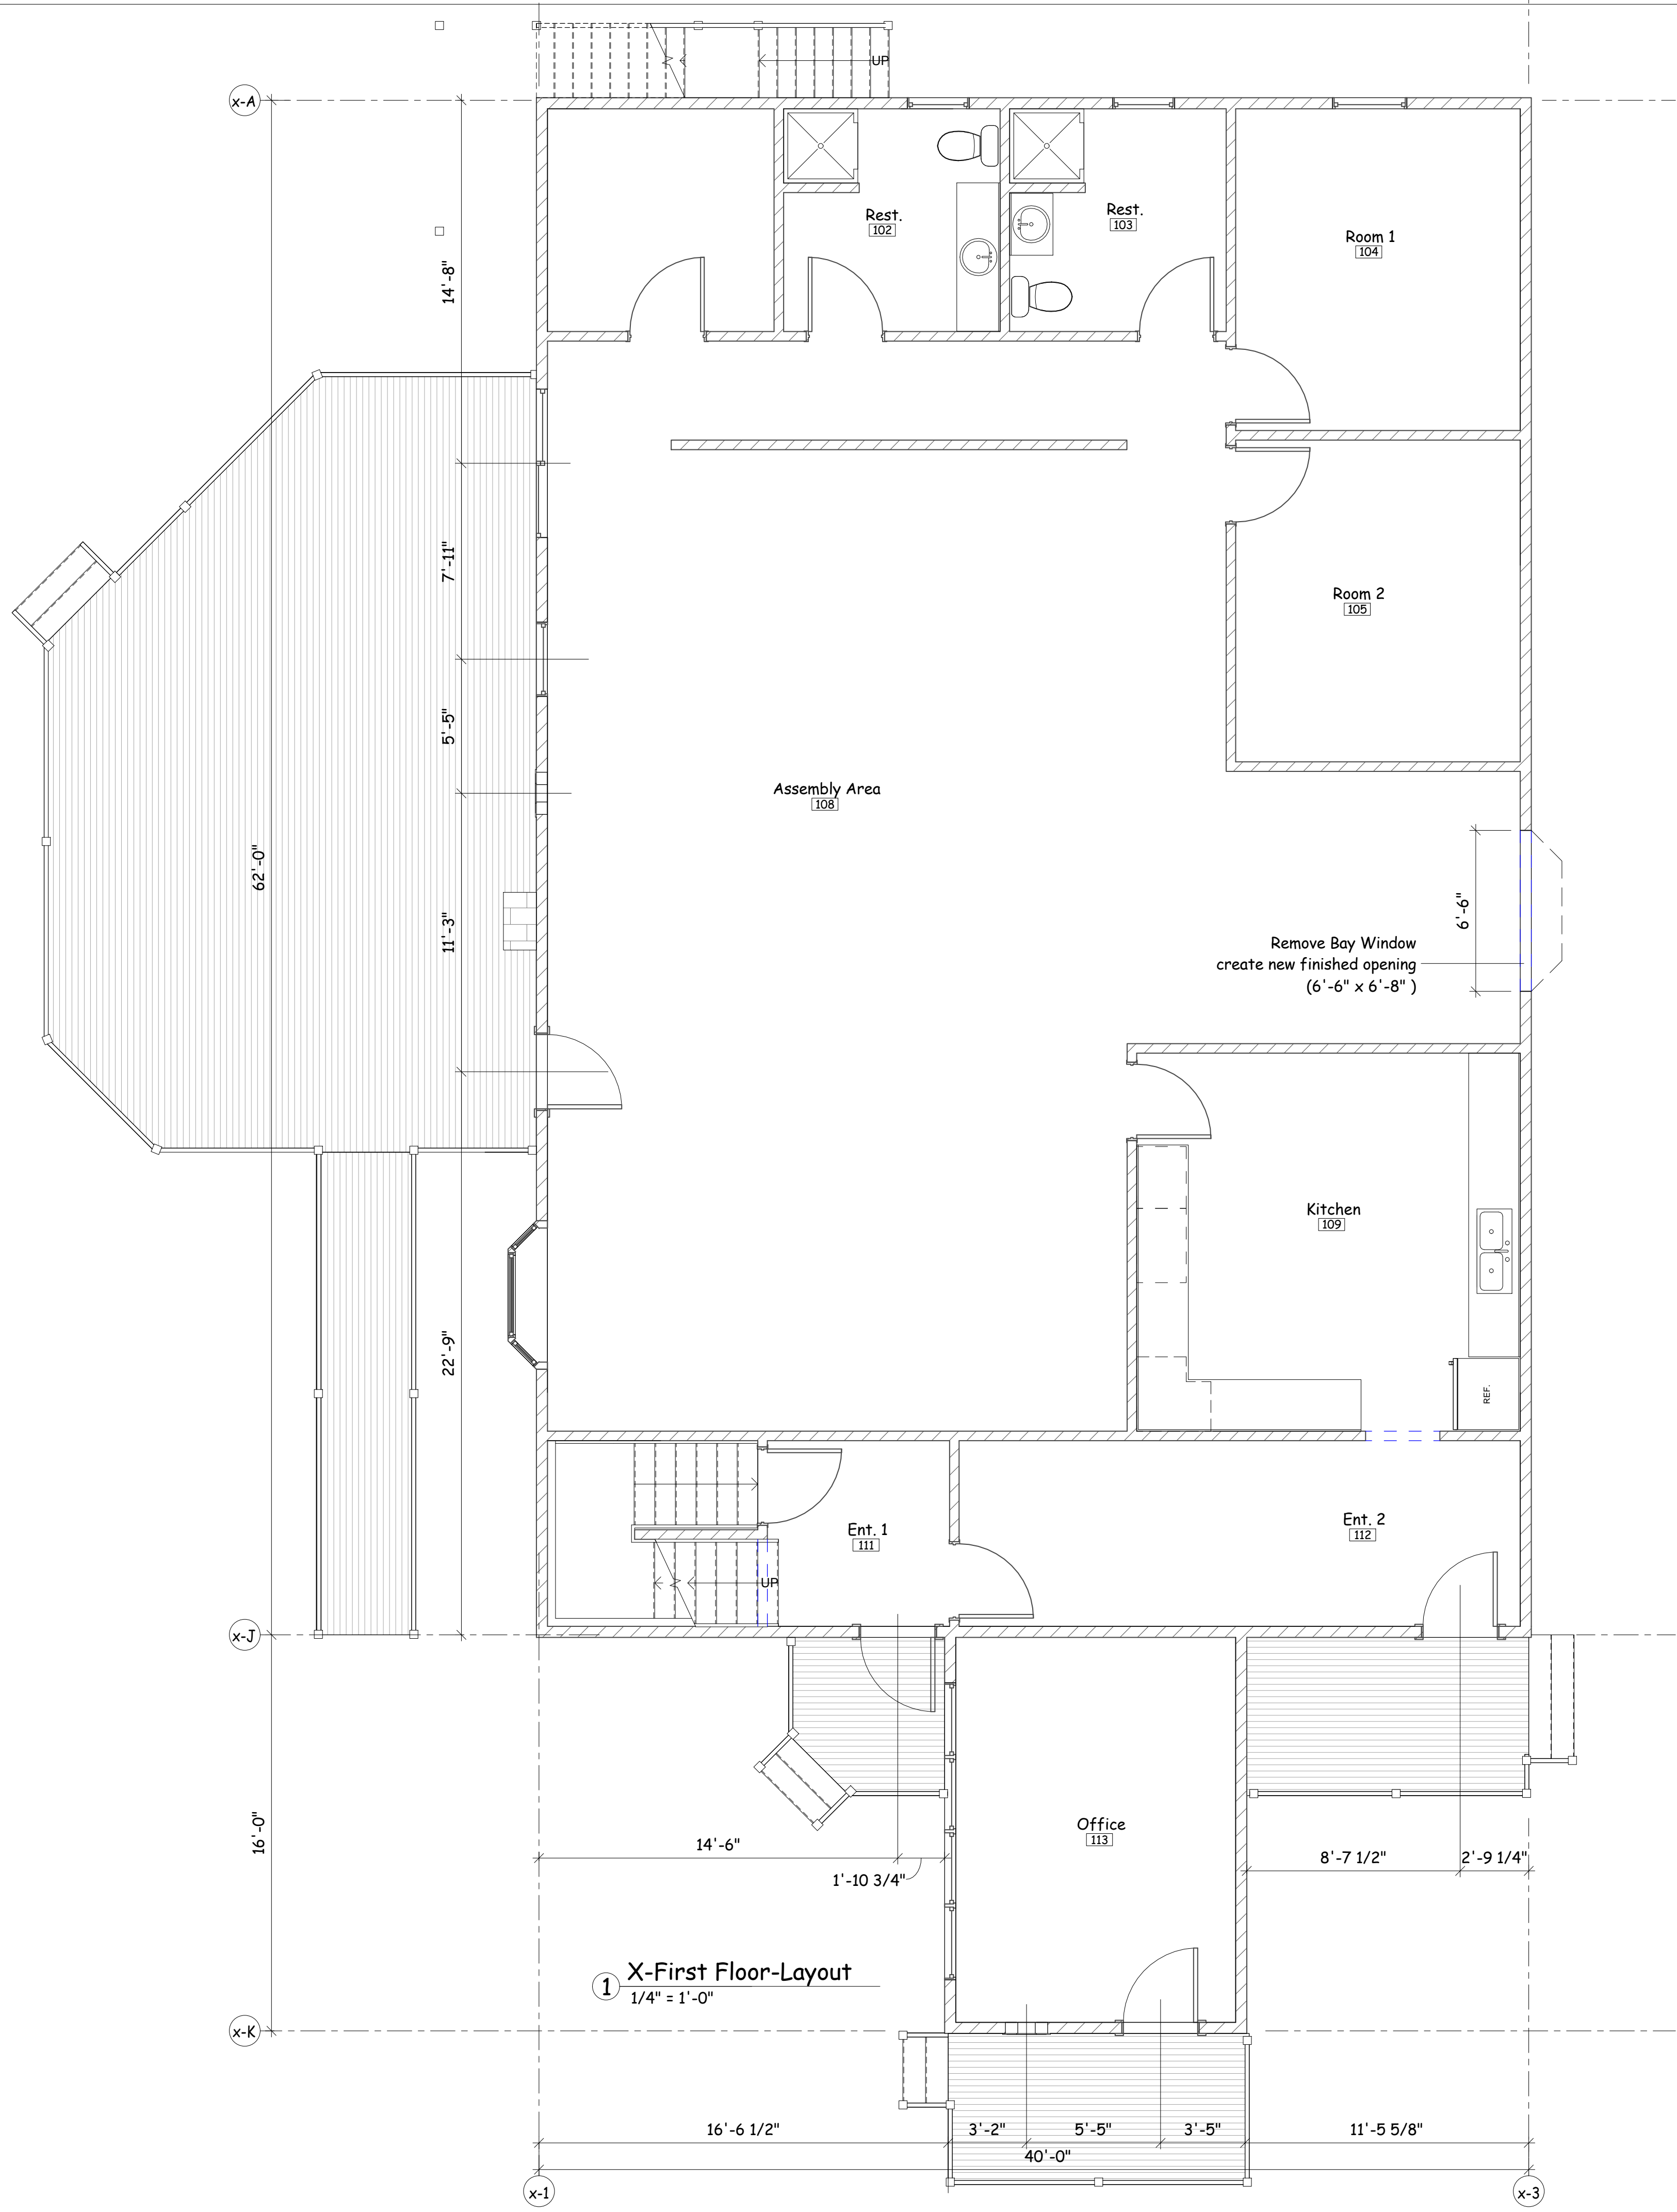 UP
x-A
14'-8"
Rest.
102
Rest.
103
Room 1
104
7'-11"
Room 2
105
5'-5"
Assembly Area
108
62'-0"
11'-3"
6'-6"
Remove Bay Window
create new finished opening
(6'-6" x 6'-8" )
Kitchen
109
22'-9"
REF.
Ent. 1
111
Ent. 2
112
UP
x-J
16'-0"
Office
113
14'-6"
1'-10 3/4"
8'-7 1/2"
2'-9 1/4"
1
X-First Floor-Layout
1/4" = 1'-0"
x-K
16'-6 1/2"
3'-2"
5'-5"
3'-5"
11'-5 5/8"
40'-0"
x-1
x-3